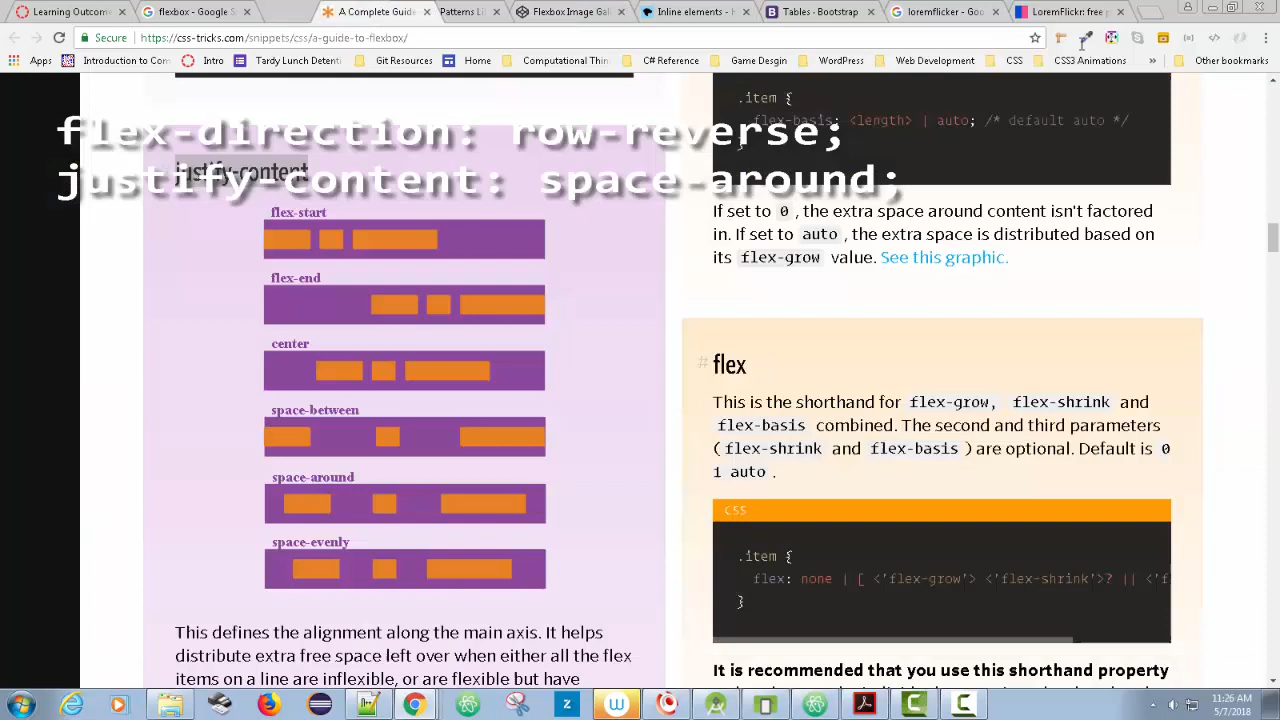 Learning Outcomes
flexbox - Google S
A Complete Guide
Patterns Li
Flexbox Image Gall
Inline elements - H
Tables · Bootstrap
loremflicker - Goo
LoremFlickr: free p
Secure
https://css-tricks.com/snippets/css/a-guide-to-flexbox/
Apps
Introduction to Com
Intro
Tardy Lunch Detenti
Git Resources
Home
Computational Think
C# Reference
Game Desgin
WordPress
Web Development
CSS
CSS3 Animations
»
Other bookmarks
flex-direction: row-reverse;
justify-content: space-around;
justify-content
flex-start
flex-end
center
space-between
space-around
space-evenly
This defines the alignment along the main axis. It helps
distribute extra free space left over when either all the flex
items on a line are inflexible, or are flexible but have
.item {
flex-basis: <length> | auto; /* default auto */
}
If set to 0, the extra space around content isn't factored
in. If set to auto, the extra space is distributed based on
its flex-grow value. See this graphic.
# flex
This is the shorthand for flex-grow, flex-shrink and
flex-basis combined. The second and third parameters
(flex-shrink and flex-basis) are optional. Default is 0
1 auto.
CSS
.item {
flex: none | [ <'flex-grow'> <'flex-shrink'>? || <'f
}
It is recommended that you use this shorthand property
11:26 AM
5/7/2018